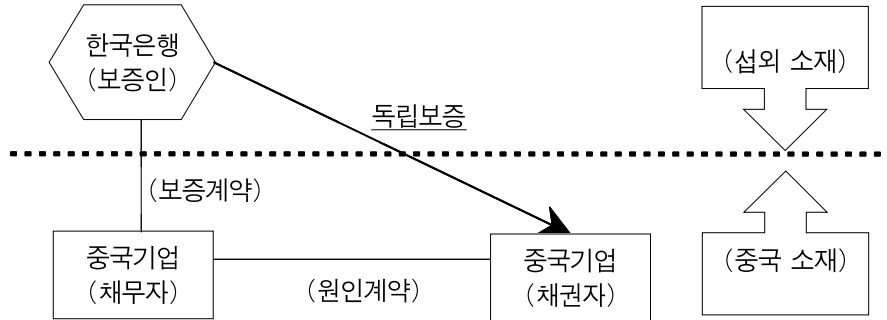 한국은행
(보증인)
(섭외 소재)
독립보증
(보증계약)
중국기업
(채무자)
(원인계약)
중국기업
(채권자)
(중국 소재)